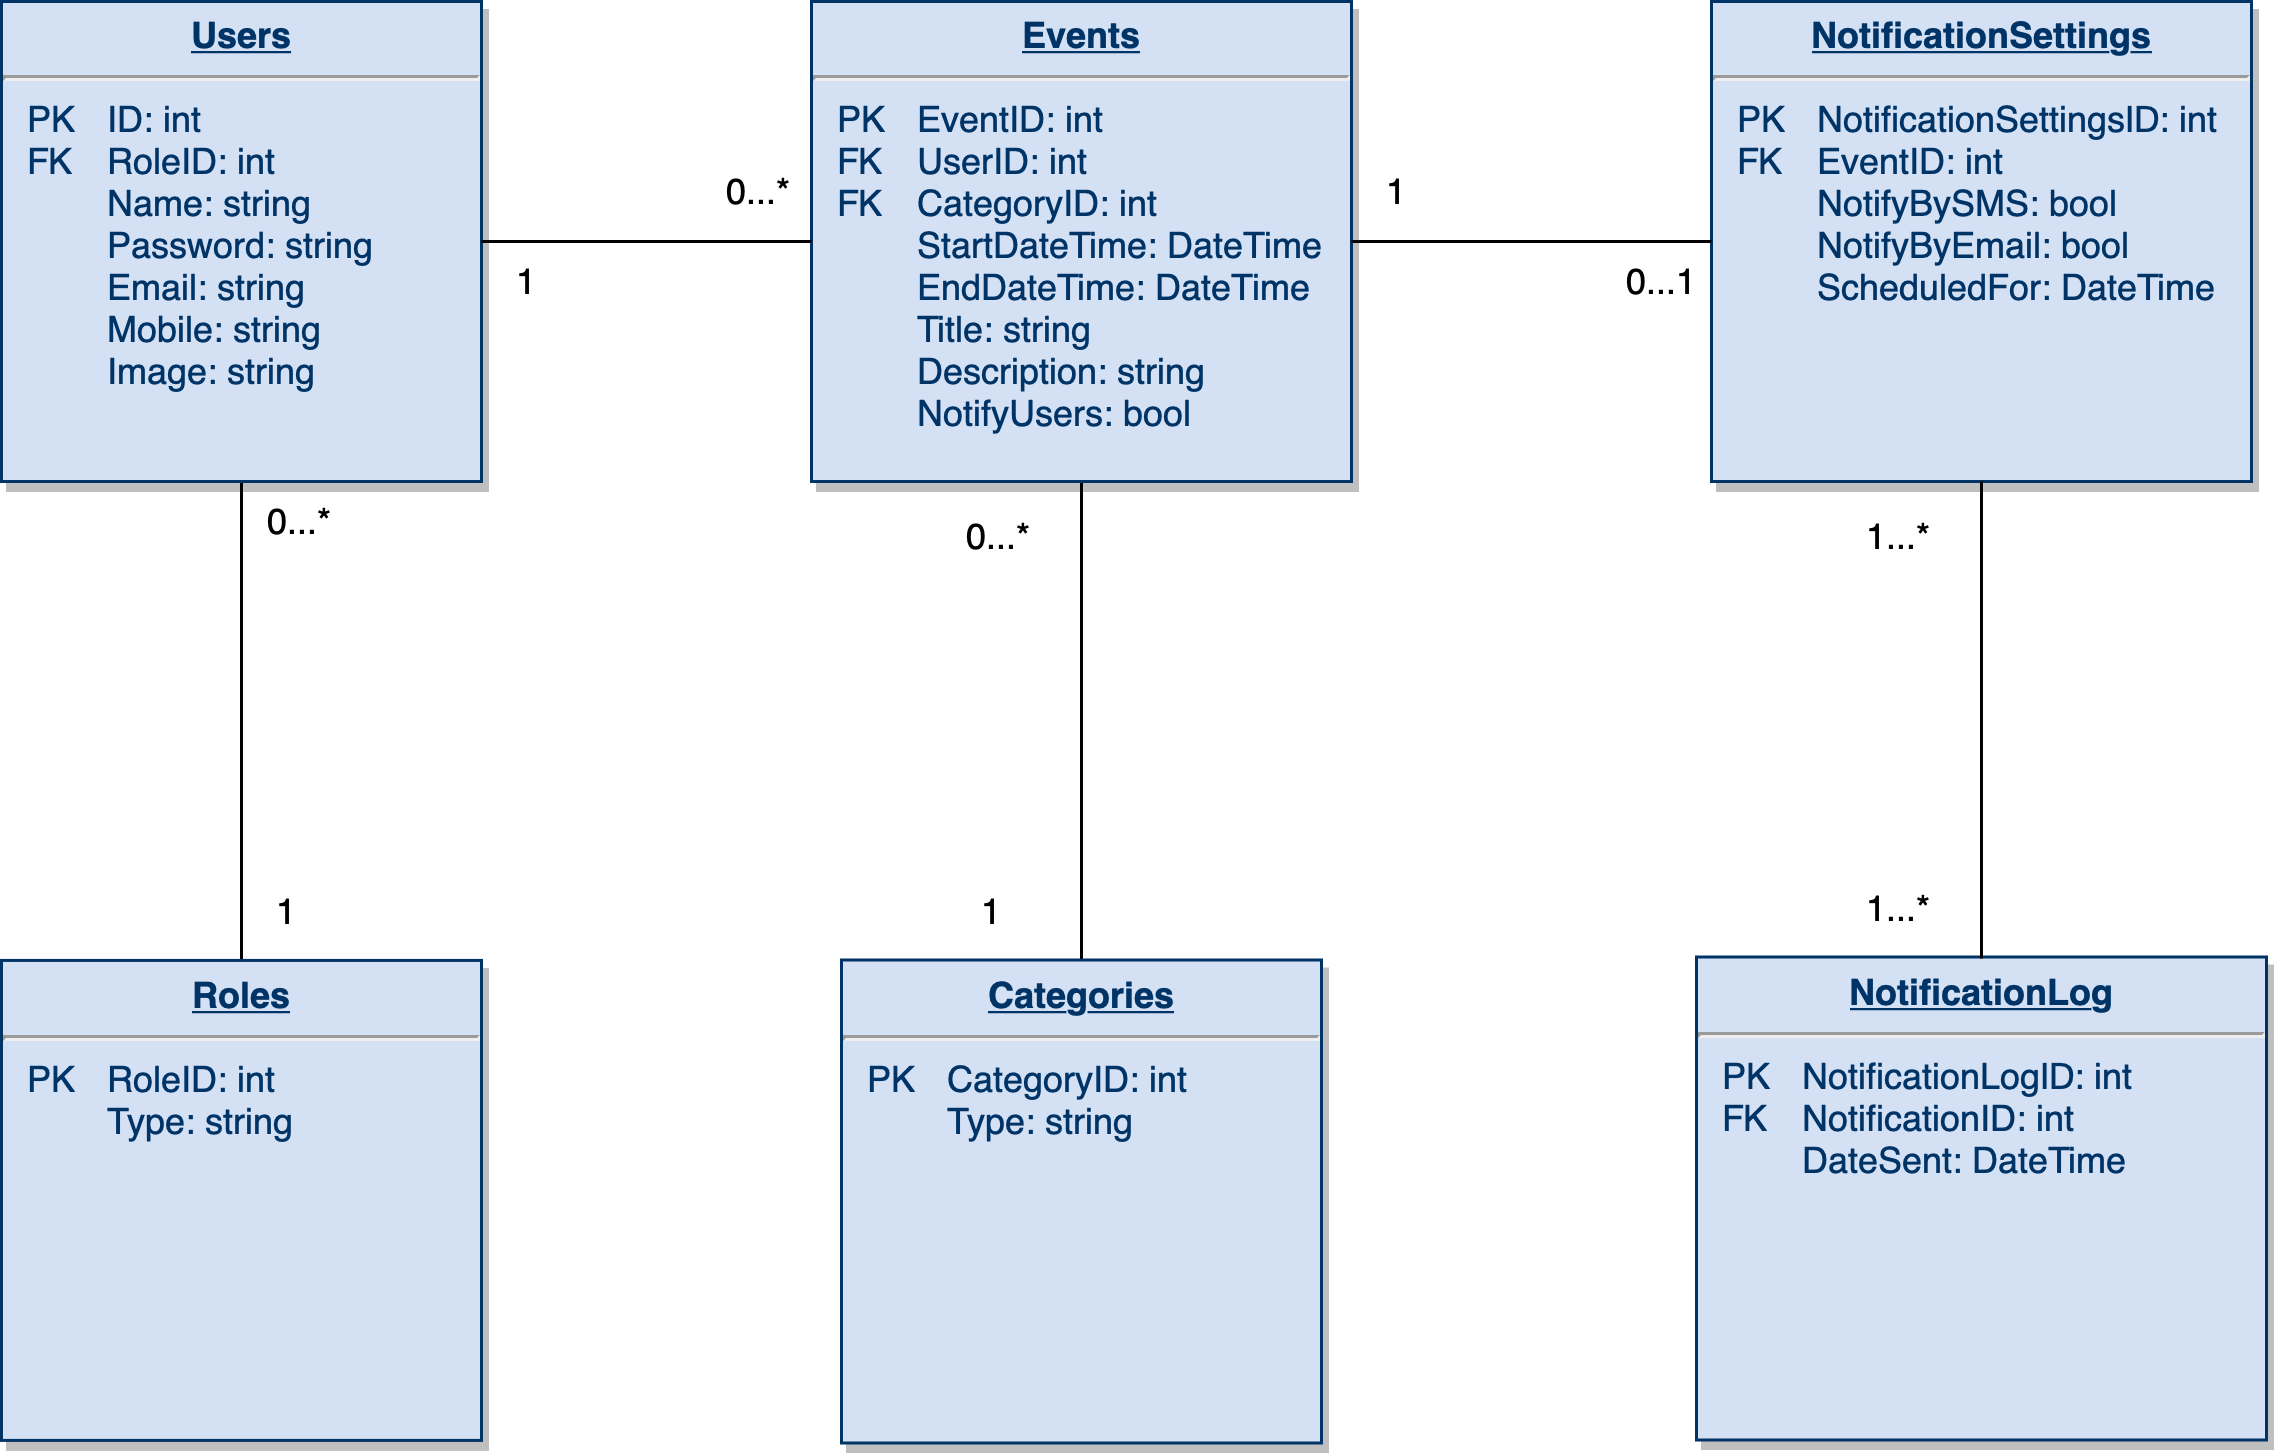 Users
PK ID: int
FK RoleID: int
Name: string
Password: string
Email: string
Mobile: string
Image: string
0...*
1
Events
PK EventID: int
FK UserID: int
FK CategoryID: int
StartDateTime: DateTime
EndDateTime: DateTime
Title: string
Description: string
NotifyUsers: bool
1
0...1
NotificationSettings
PK NotificationSettingsID: int
FK EventID: int
NotifyBySMS: bool
NotifyByEmail: bool
ScheduledFor: DateTime
0...*
1
0...*
1
1...*
1...*
Roles
PK RoleID: int
Type: string
Categories
PK CategoryID: int
Type: string
NotificationLog
PK NotificationLogID: int
FK NotificationID: int
DateSent: DateTime